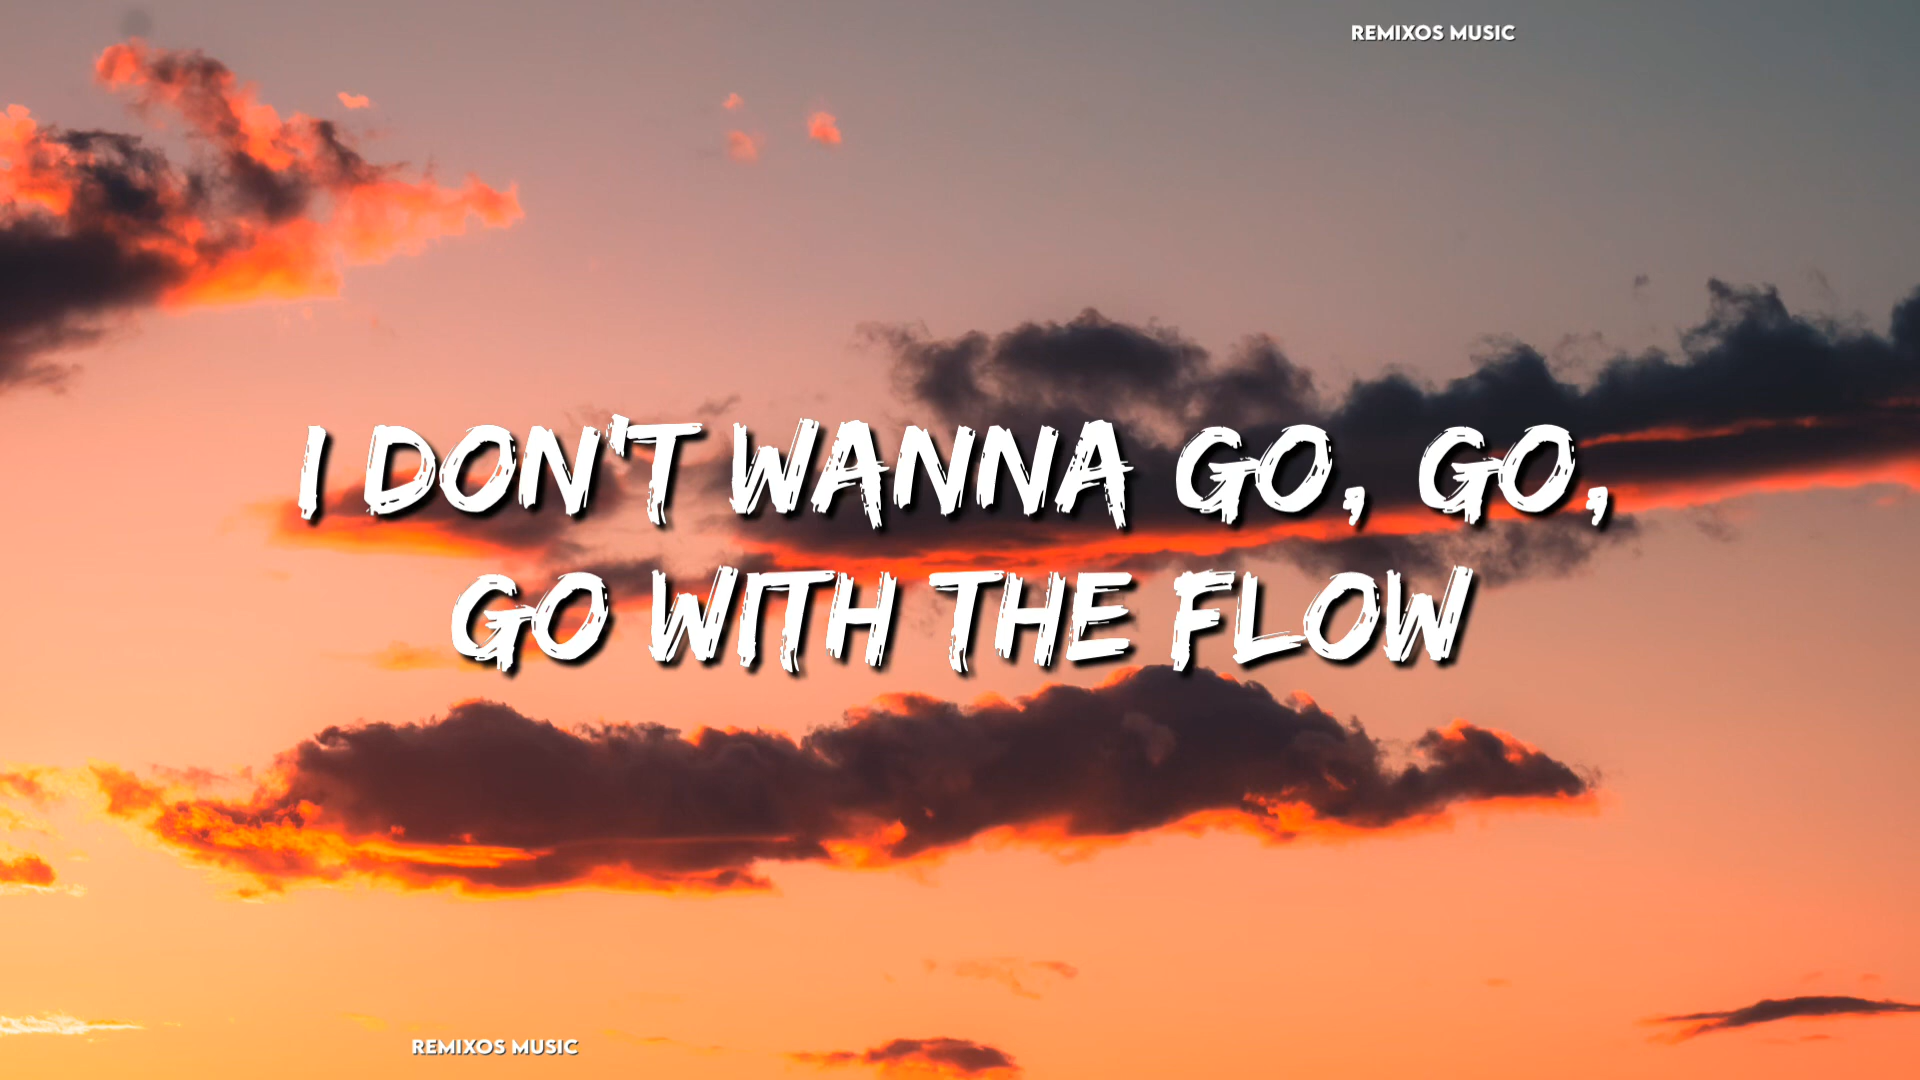 REMIXOS MUSIC
I DON'T WANNA GO, GO,
GO WITH THE FLOW
REMIXOS MUSIC